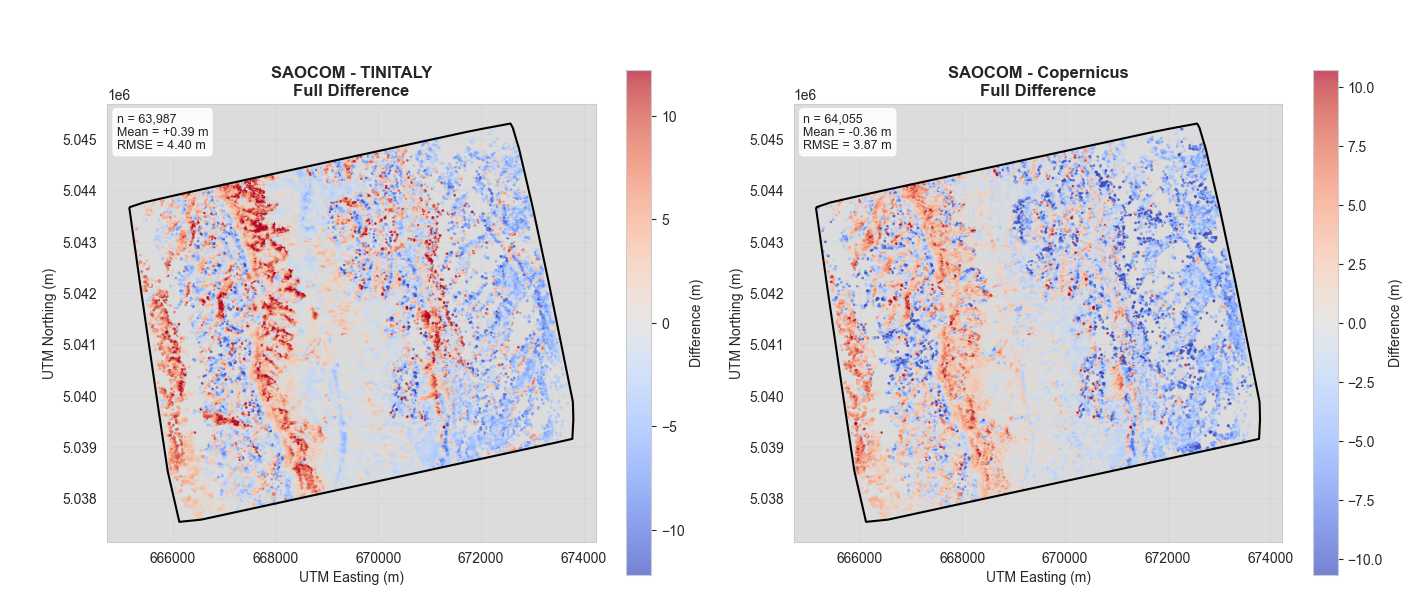 SAOCOM - TINITALY
Full Difference
1e6
n = 63,987
Mean = +0.39 m
RMSE = 4.40 m
5.045
5.044
5.043
5.042
5.041
5.040
5.039
5.038
UTM Northing (m)
666000
668000
670000
672000
674000
UTM Easting (m)
10
5
0
−5
−10
Difference (m)
SAOCOM - Copernicus
Full Difference
1e6
n = 64,055
Mean = -0.36 m
RMSE = 3.87 m
5.045
5.044
5.043
5.042
5.041
5.040
5.039
5.038
UTM Northing (m)
666000
668000
670000
672000
674000
UTM Easting (m)
10.0
7.5
5.0
2.5
0.0
−2.5
−5.0
−7.5
−10.0
Difference (m)